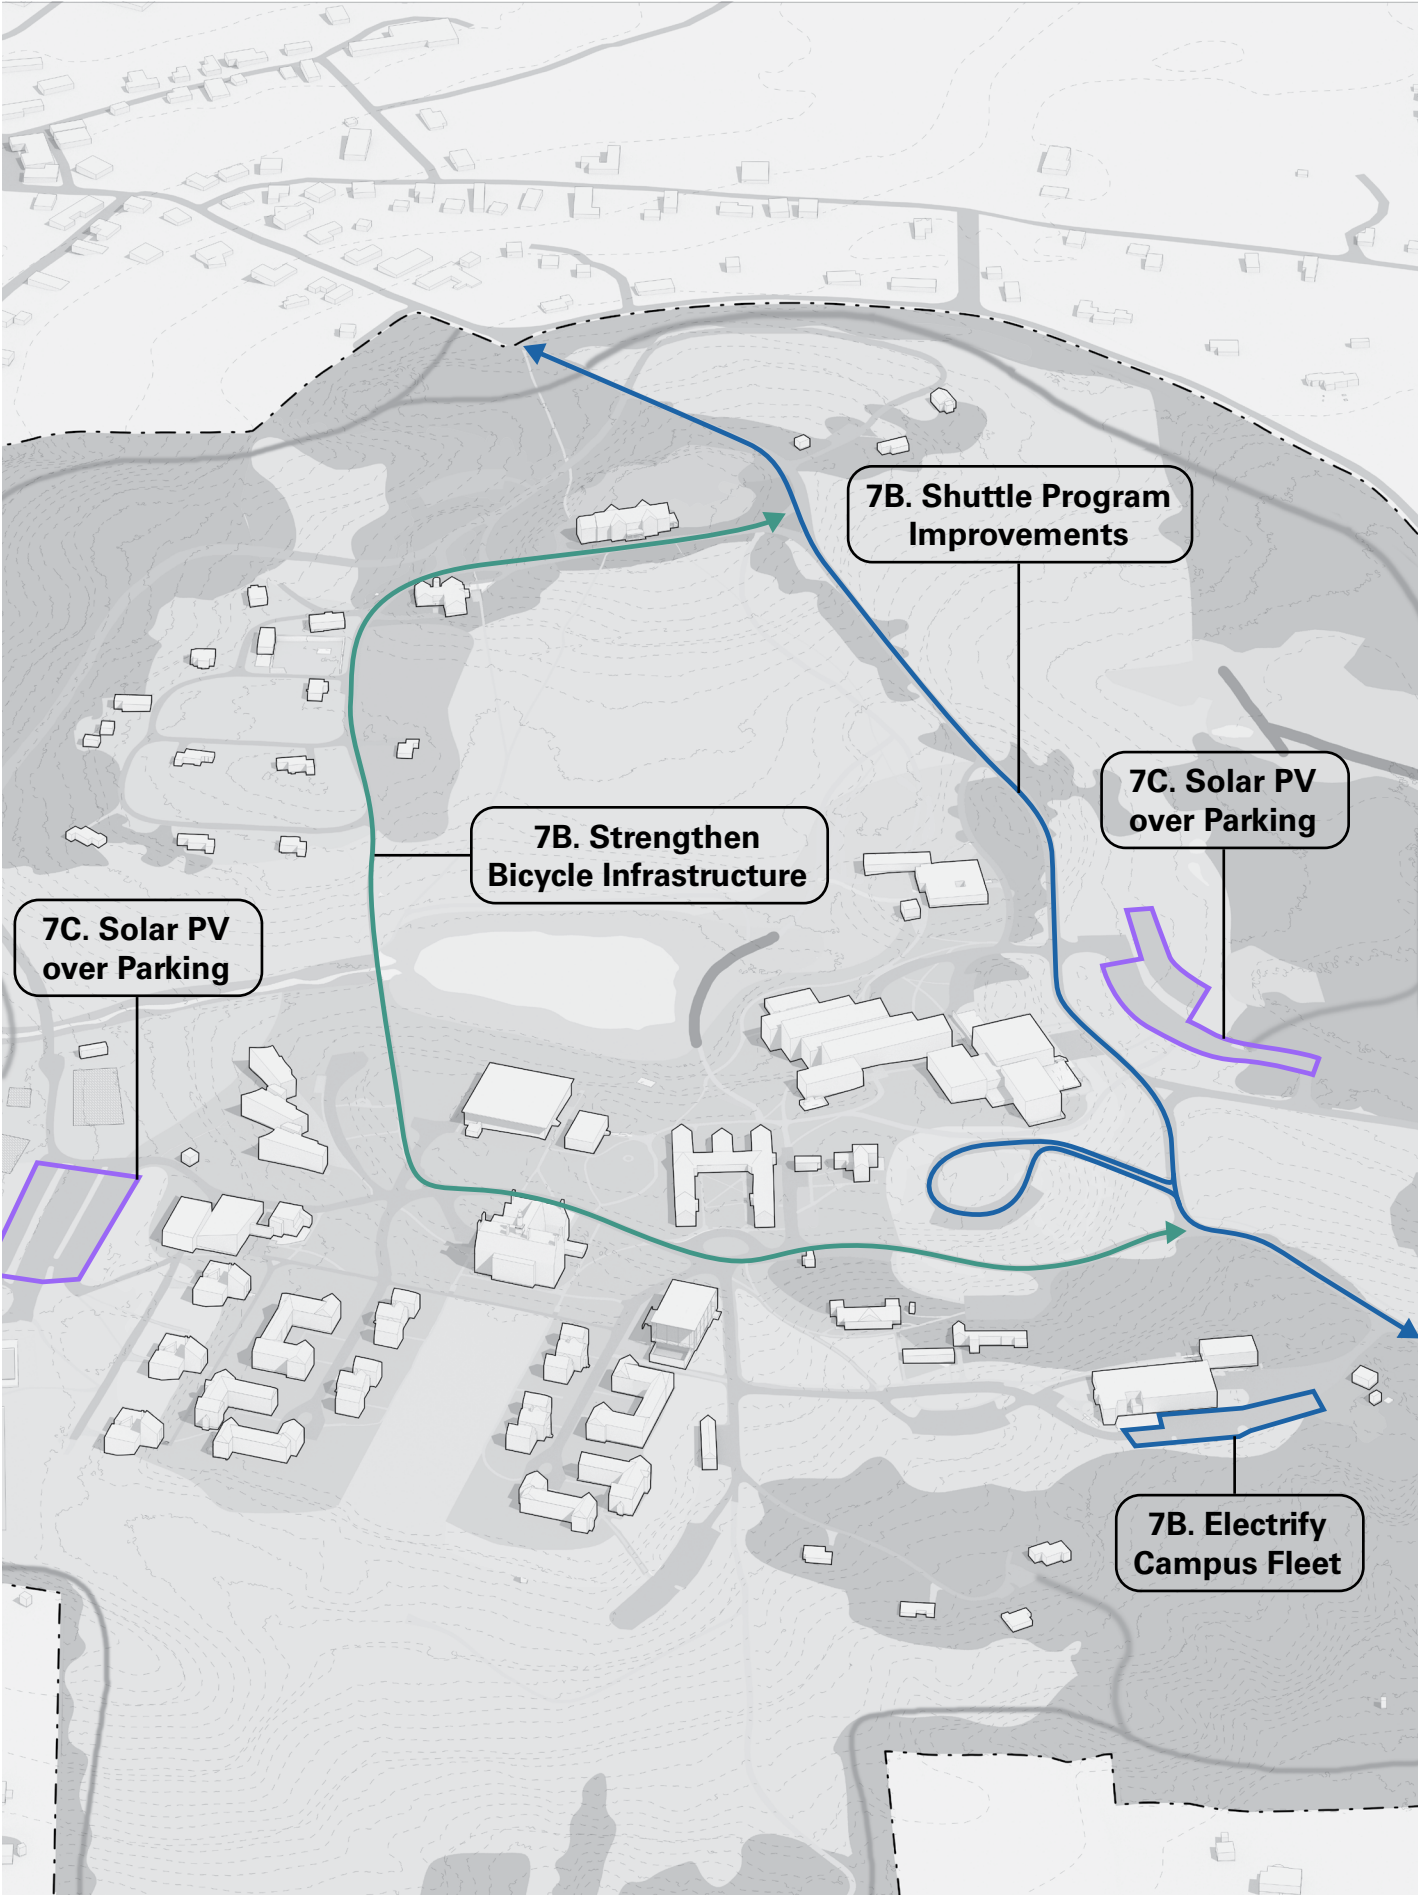 7B. Shuttle Program
Improvements
7C. Solar PV
over Parking
7B. Strengthen
Bicycle Infrastructure
7C. Solar PV
over Parking
7B. Electrify
Campus Fleet